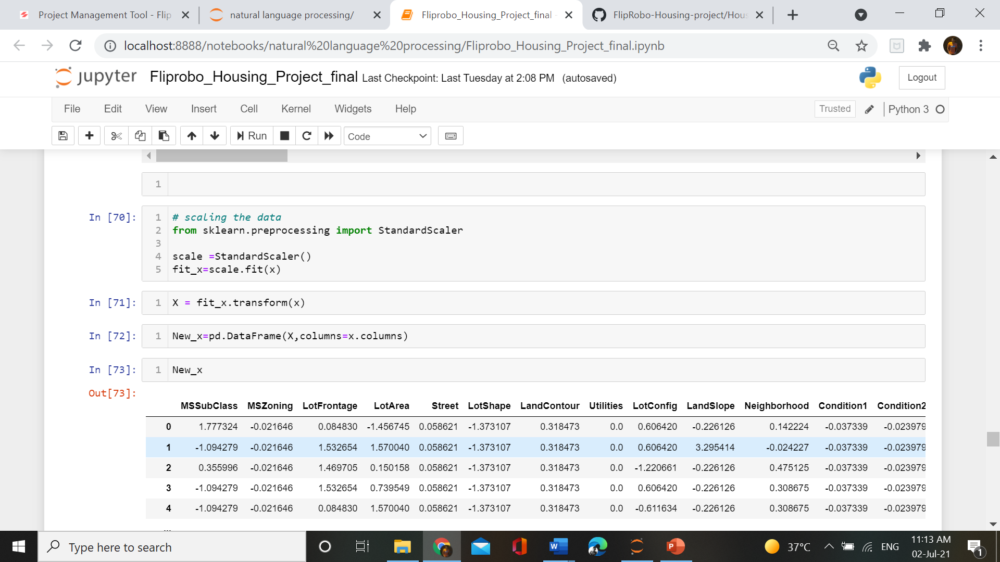 Project Management Tool - Flip
natural language processing/
Fliprobo_Housing_Project_final -
FlipRobo-Housing-project/Hous
localhost:8888/notebooks/natural%20language%20processing/Fliprobo_Housing_Project_final.ipynb
jupyter Fliprobo_Housing_Project_final Last Checkpoint: Last Tuesday at 2:08 PM (autosaved)
Logout
File Edit View Insert Cell Kernel Widgets Help
Trusted Python 3
Run Code
1
In [70]:
1 # scaling the data
2 from sklearn.preprocessing import StandardScaler
3
4 scale =StandardScaler()
5 fit_x=scale.fit(x)
In [71]: 1 X = fit_x.transform(x)
In [72]: 1 New_x=pd.DataFrame(X,columns=x.columns)
In [73]: 1 New_x
Out[73]:
MSSubClass MSZoning LotFrontage LotArea Street LotShape LandContour Utilities LotConfig LandSlope Neighborhood Condition1 Condition2
0 1.777324 -0.021646 0.084830 -1.456745 0.058621 -1.373107 0.318473 0.0 0.606420 -0.226126 0.142224 -0.037339 -0.023979
1 -1.094279 -0.021646 1.532654 1.570040 0.058621 -1.373107 0.318473 0.0 0.606420 3.295414 -0.024227 -0.037339 -0.023979
2 0.355996 -0.021646 1.469705 0.150158 0.058621 -1.373107 0.318473 0.0 -1.220661 -0.226126 0.475125 -0.037339 -0.023979
3 -1.094279 -0.021646 1.532654 0.739549 0.058621 -1.373107 0.318473 0.0 0.606420 -0.226126 0.308675 -0.037339 -0.023979
4 -1.094279 -0.021646 0.084830 1.570040 0.058621 -1.373107 0.318473 0.0 -0.611634 -0.226126 0.308675 -0.037339 -0.023979
...
Type here to search
37°C ENG
11:13 AM
02-Jul-21
1